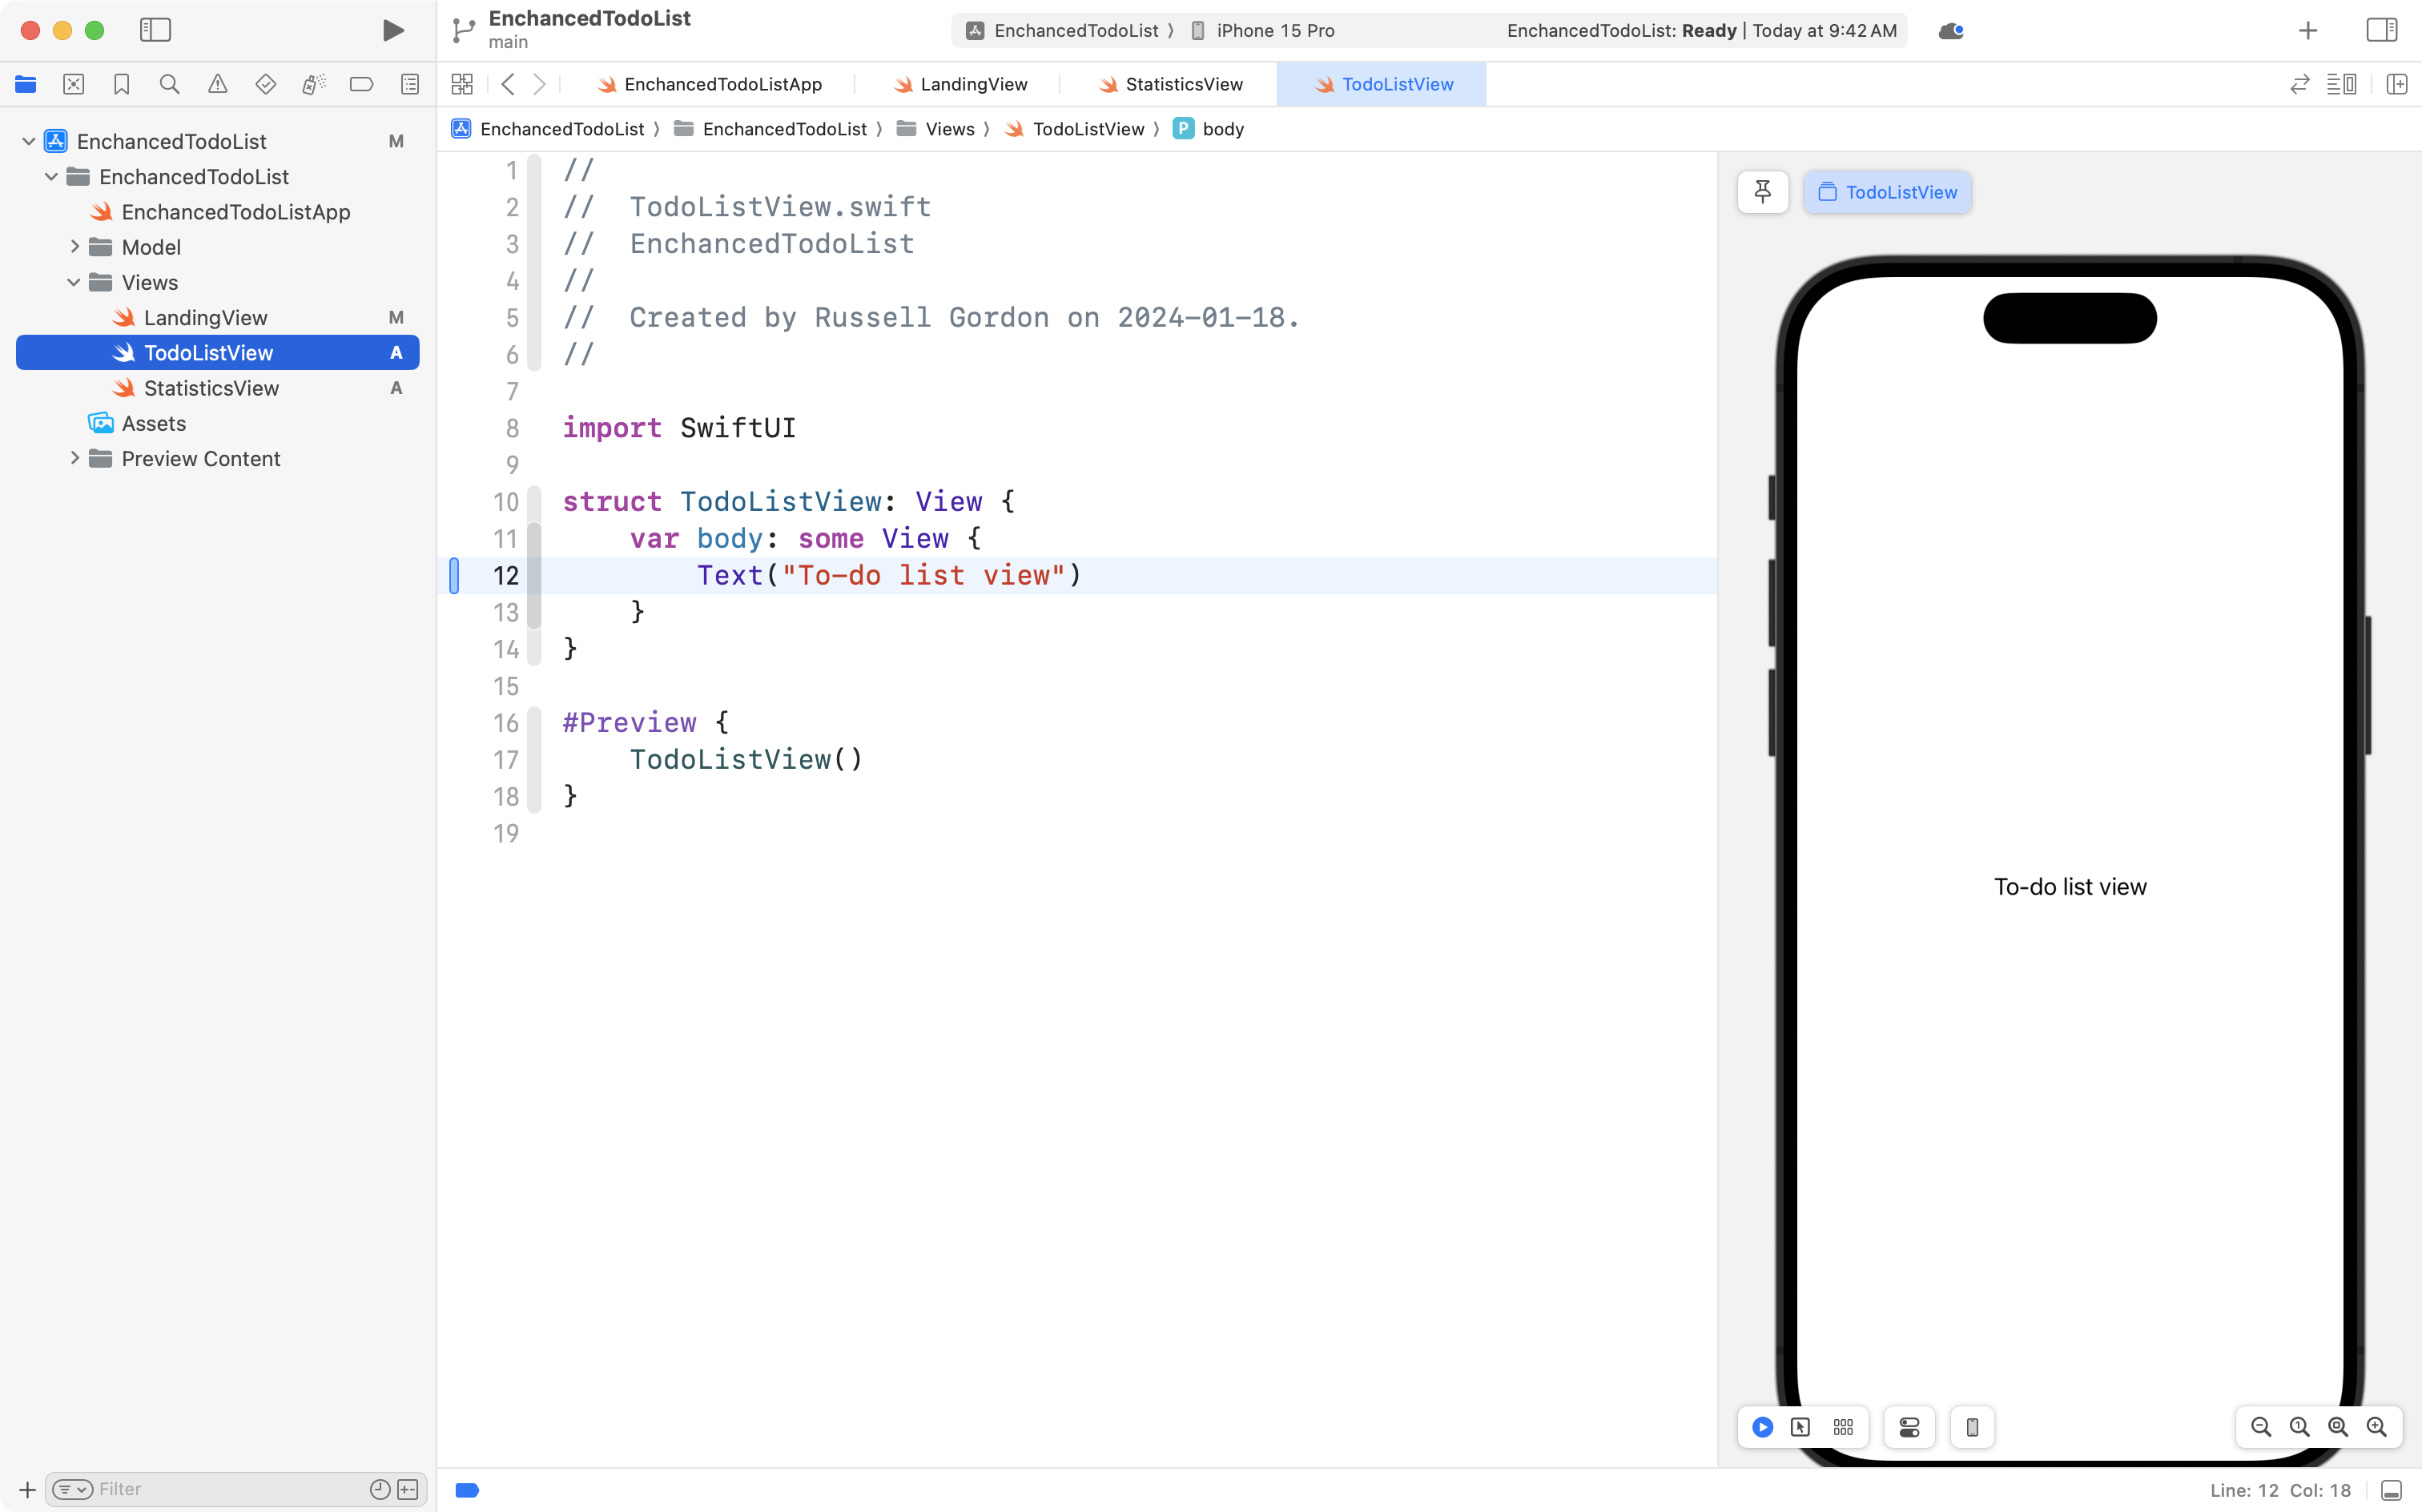 EnchancedTodoList
main
EnchancedTodoList ⟩ iPhone 15 Pro
EnchancedTodoList: Ready | Today at 9:42 AM
EnchancedTodoListApp
LandingView
StatisticsView
TodoListView
EnchancedTodoList ⟩ EnchancedTodoList ⟩ Views ⟩ TodoListView ⟩ P body
EnchancedTodoList M
EnchancedTodoList
EnchancedTodoListApp
Model
Views
LandingView M
TodoListView A
StatisticsView A
Assets
Preview Content
Filter
1 //
2 //  TodoListView.swift
3 //  EnchancedTodoList
4 //
5 //  Created by Russell Gordon on 2024-01-18.
6 //
7
8 import SwiftUI
9
10 struct TodoListView: View {
11     var body: some View {
12         Text("To-do list view")
13     }
14 }
15
16 #Preview {
17     TodoListView()
18 }
19
TodoListView
To-do list view
Line: 12 Col: 18